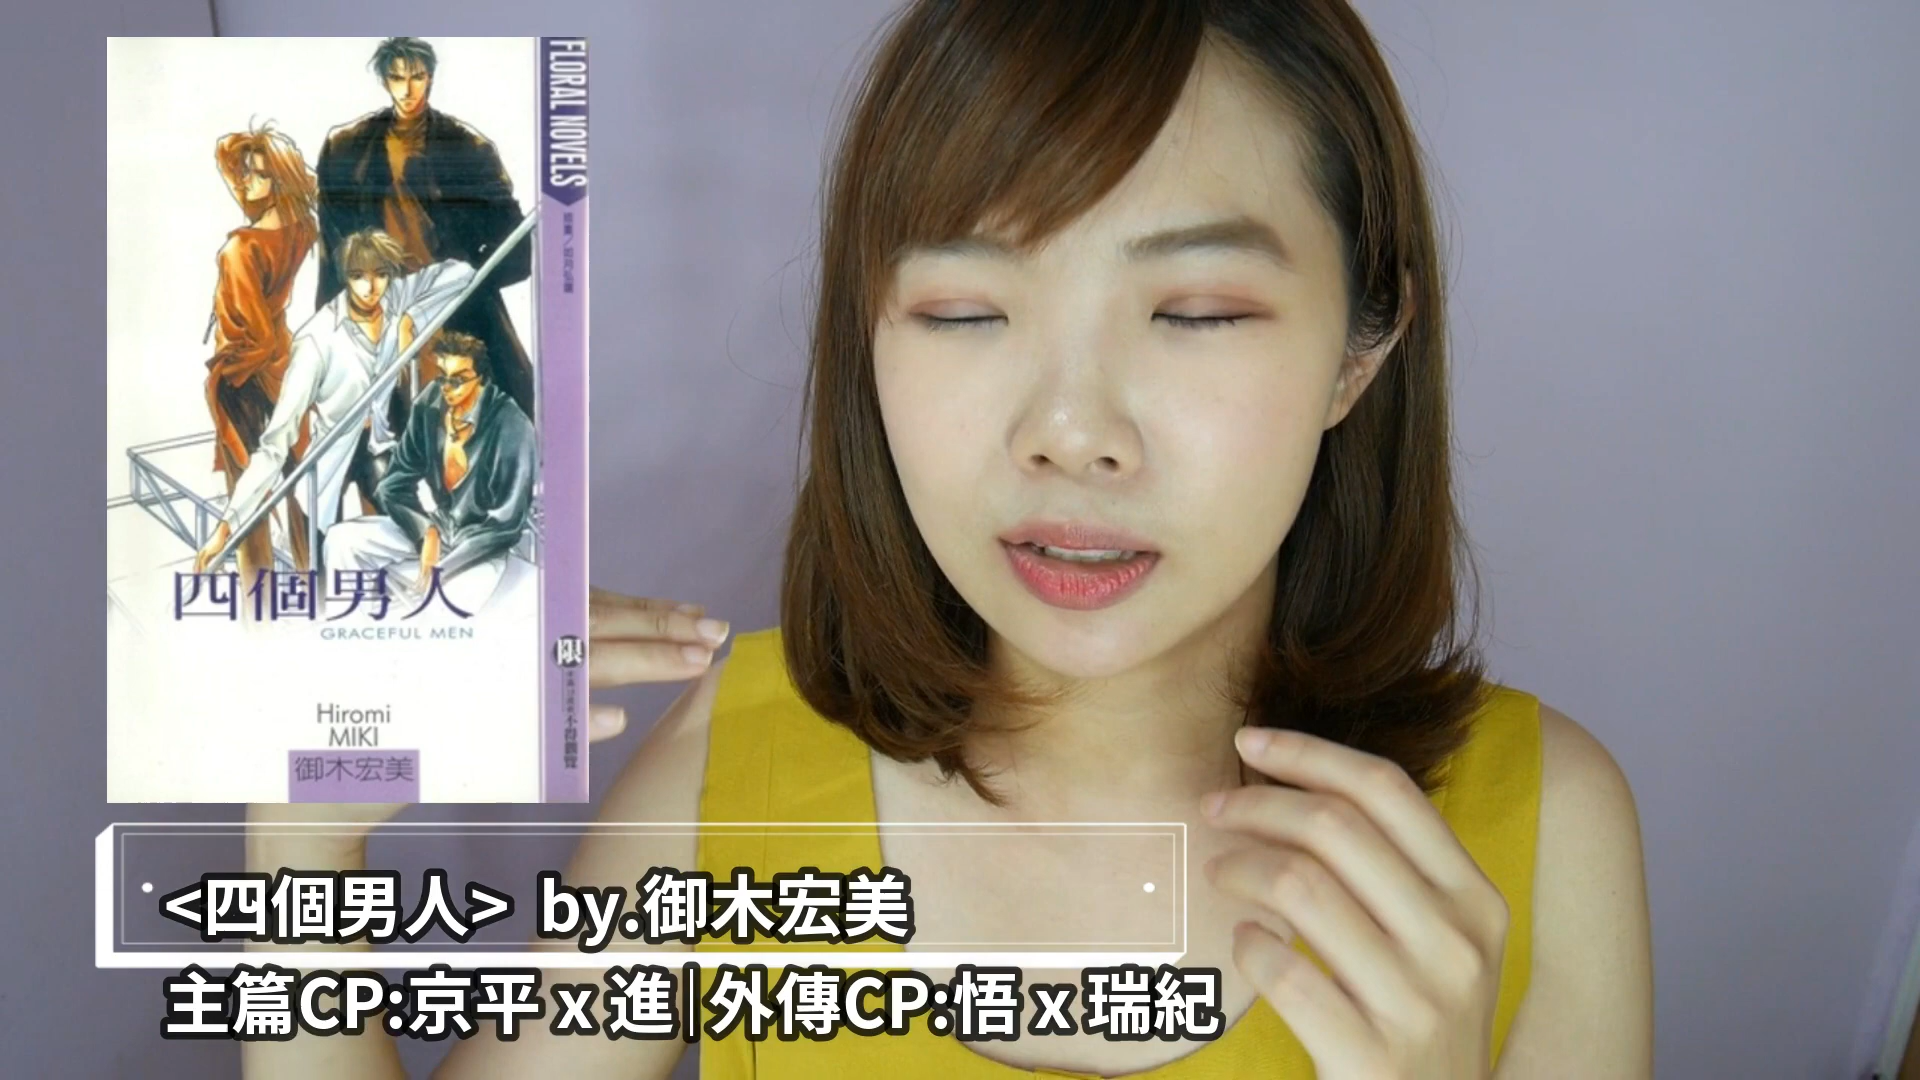 FLORAL NOVELS
四個男人
GRACEFUL MEN
限
Hiromi
MIKI
御木宏美
<四個男人> by.御木宏美
主篇CP:京平 x 進|外傳CP:悟 x 瑞紀